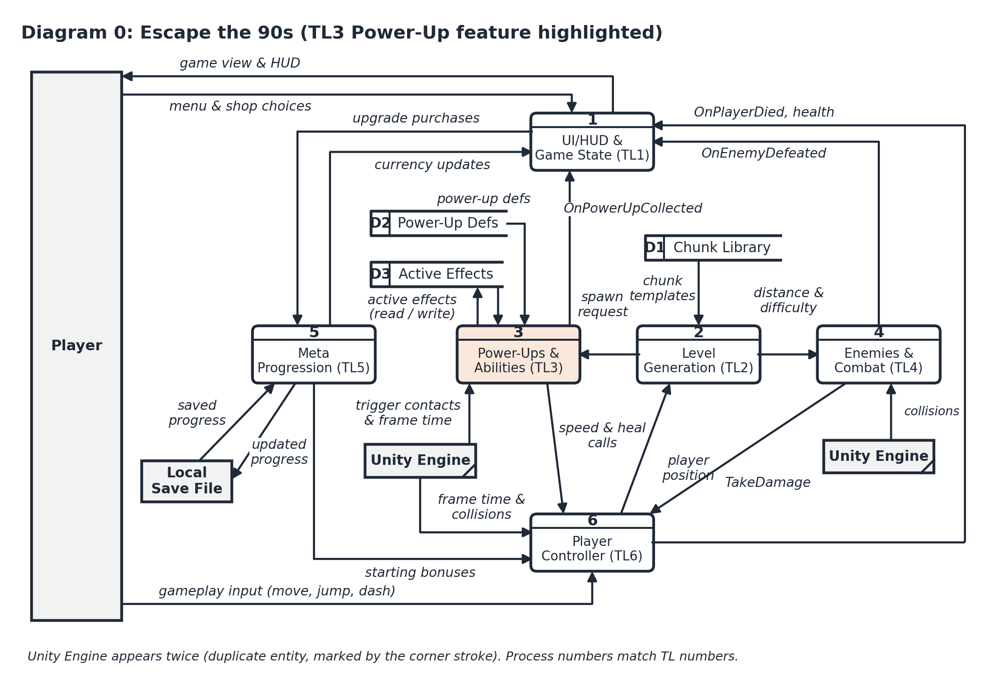 Diagram 0: Escape the 90s (TL3 Power-Up feature highlighted)
game view & HUD
menu & shop choices
upgrade purchases
currency updates
1
UI/HUD &
Game State (TL1)
OnPlayerDied, health
OnEnemyDefeated
power-up defs
D2 Power-Up Defs
OnPowerUpCollected
D1 Chunk Library
D3 Active Effects
active effects
(read / write)
spawn
request
chunk
templates
distance &
difficulty
Player
5
Meta
Progression (TL5)
3
Power-Ups &
Abilities (TL3)
2
Level
Generation (TL2)
4
Enemies &
Combat (TL4)
saved
progress
updated
progress
trigger contacts
& frame time
speed & heal
calls
collisions
Local
Save File
Unity Engine
player
position
TakeDamage
Unity Engine
frame time &
collisions
6
Player
Controller (TL6)
starting bonuses
gameplay input (move, jump, dash)
Unity Engine appears twice (duplicate entity, marked by the corner stroke). Process numbers match TL numbers.